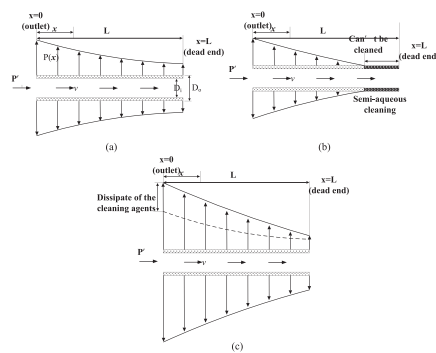 x=0
(outlet)
x
L
x=L
(dead end)
P(x)
P'
v
Di
Do
(a)
x=0
(outlet)
x
L
Can't be
cleaned
x=L
(dead end)
P'
v
Semi-aqueous
cleaning
(b)
x=0
(outlet)
x
L
x=L
(dead end)
Dissipate of the
cleaning agents
P'
v
(c)